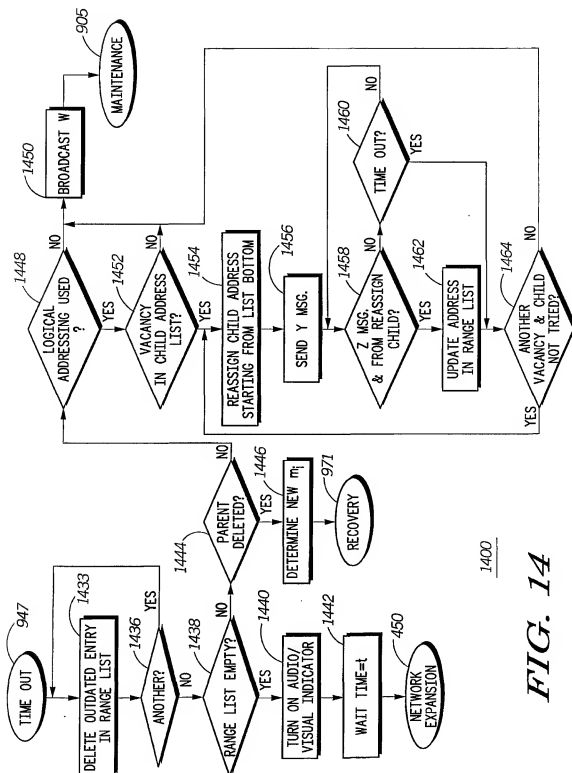 947
TIME OUT
1433
DELETE OUTDATED ENTRY
IN RANGE LIST
1436
ANOTHER?
YES
NO
1438
RANGE LIST EMPTY?
NO
YES
1440
TURN ON AUDIO/
VISUAL INDICATOR
1442
WAIT TIME=t
450
NETWORK
EXPANSION
1444
PARENT
DELETED?
NO
YES
1446
DETERMINE NEW mi
971
RECOVERY
1448
LOGICAL
ADDRESSING USED
?
NO
YES
1450
BROADCAST W
905
MAINTENANCE
1452
VACANCY
IN CHILD ADDRESS
LIST?
NO
YES
1454
REASSIGN CHILD ADDRESS
STARTING FROM LIST BOTTOM
1456
SEND Y MSG.
1458
Z MSG.
& FROM REASSIGN
CHILD?
NO
YES
1460
TIME OUT?
NO
YES
1462
UPDATE ADDRESS
IN RANGE LIST
1464
ANOTHER
VACANCY & CHILD
NOT TRIED?
NO
YES
1400
FIG. 14